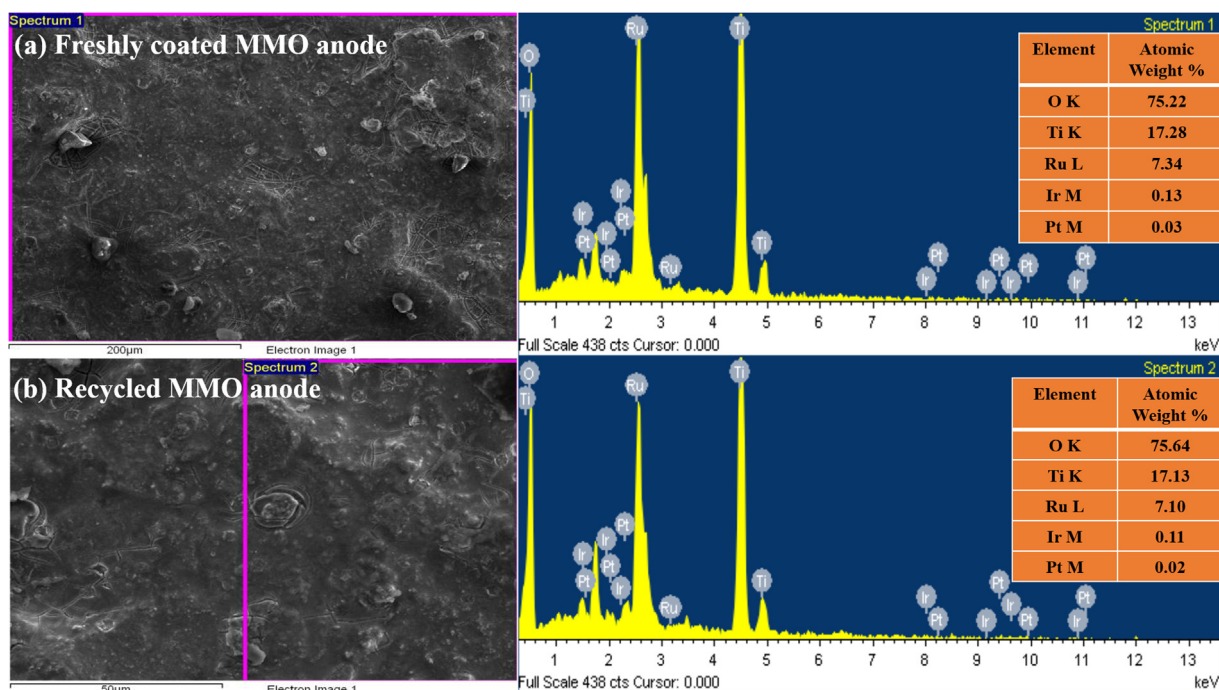 Spectrum 1
(a) Freshly coated MMO anode
200µm
Electron Image 1
Spectrum 1
O
Ti
Ru
Ti
Ir
Pt
Ir
Pt
Ir
Pt
Ru
Ti
Ir
Pt
Ir
Pt
Ir
Pt
Ir
Pt
1 2 3 4 5 6 7 8 9 10 11 12 13
Full Scale 438 cts Cursor: 0.000
keV
Element Atomic Weight %
O K 75.22
Ti K 17.28
Ru L 7.34
Ir M 0.13
Pt M 0.03
Spectrum 2
(b) Recycled MMO anode
50µm
Electron Image 1
Spectrum 2
O
Ti
Ru
Ti
Ir
Pt
Ir
Pt
Ir
Pt
Ru
Ti
Ir
Pt
Ir
Pt
Ir
Pt
Ir
Pt
1 2 3 4 5 6 7 8 9 10 11 12 13
Full Scale 438 cts Cursor: 0.000
keV
Element Atomic Weight %
O K 75.64
Ti K 17.13
Ru L 7.10
Ir M 0.11
Pt M 0.02